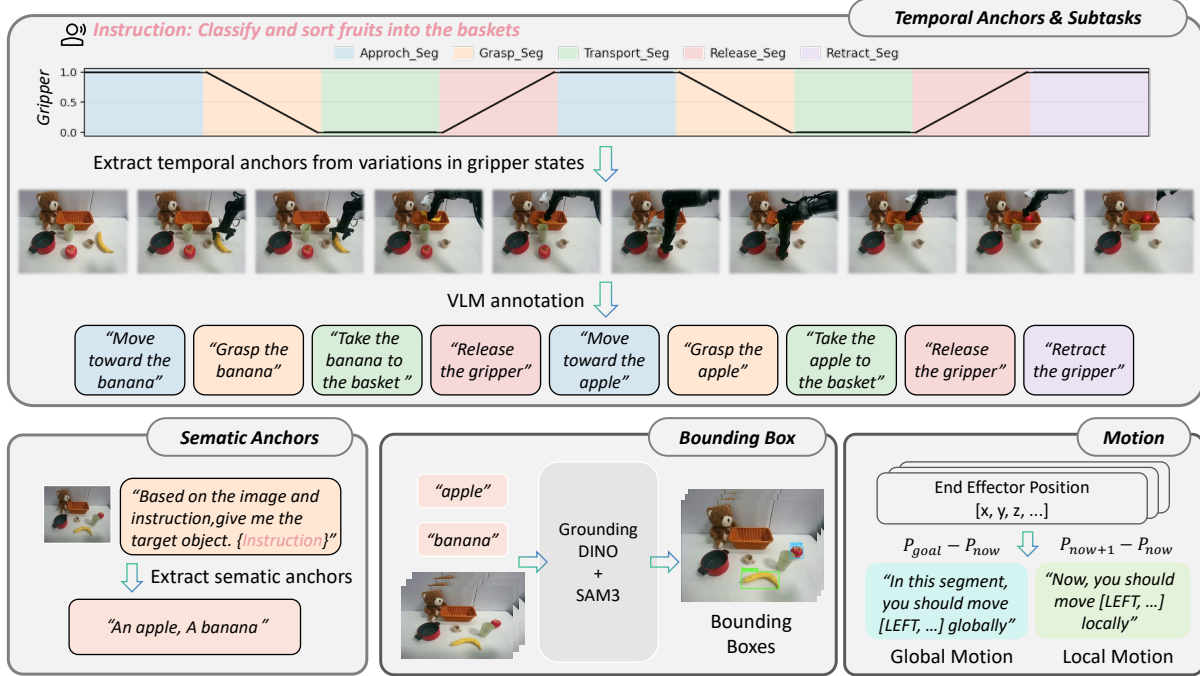 Temporal Anchors & Subtasks
Instruction: Classify and sort fruits into the baskets
Approch_Seg Grasp_Seg Transport_Seg Release_Seg Retract_Seg
Gripper
1.0
0.5
0.0
Extract temporal anchors from variations in gripper states
VLM annotation
“Move
toward the
banana”
“Grasp the
banana”
“Take the
banana to
the basket ”
“Release
the gripper”
“Move
toward the
apple”
“Grasp the
apple”
“Take the
apple to
the basket”
“Release
the gripper”
“Retract
the gripper”
Sematic Anchors
“Based on the image and
instruction,give me the
target object. {Instruction}”
Extract sematic anchors
“An apple, A banana ”
Bounding Box
“apple”
“banana”
Grounding
DINO
+
SAM3
Bounding
Boxes
Motion
End Effector Position
[x, y, z, ...]
P_goal − P_now
P_now+1 − P_now
“In this segment,
you should move
[LEFT, ...] globally”
“Now, you should
move [LEFT, ...]
locally”
Global Motion
Local Motion